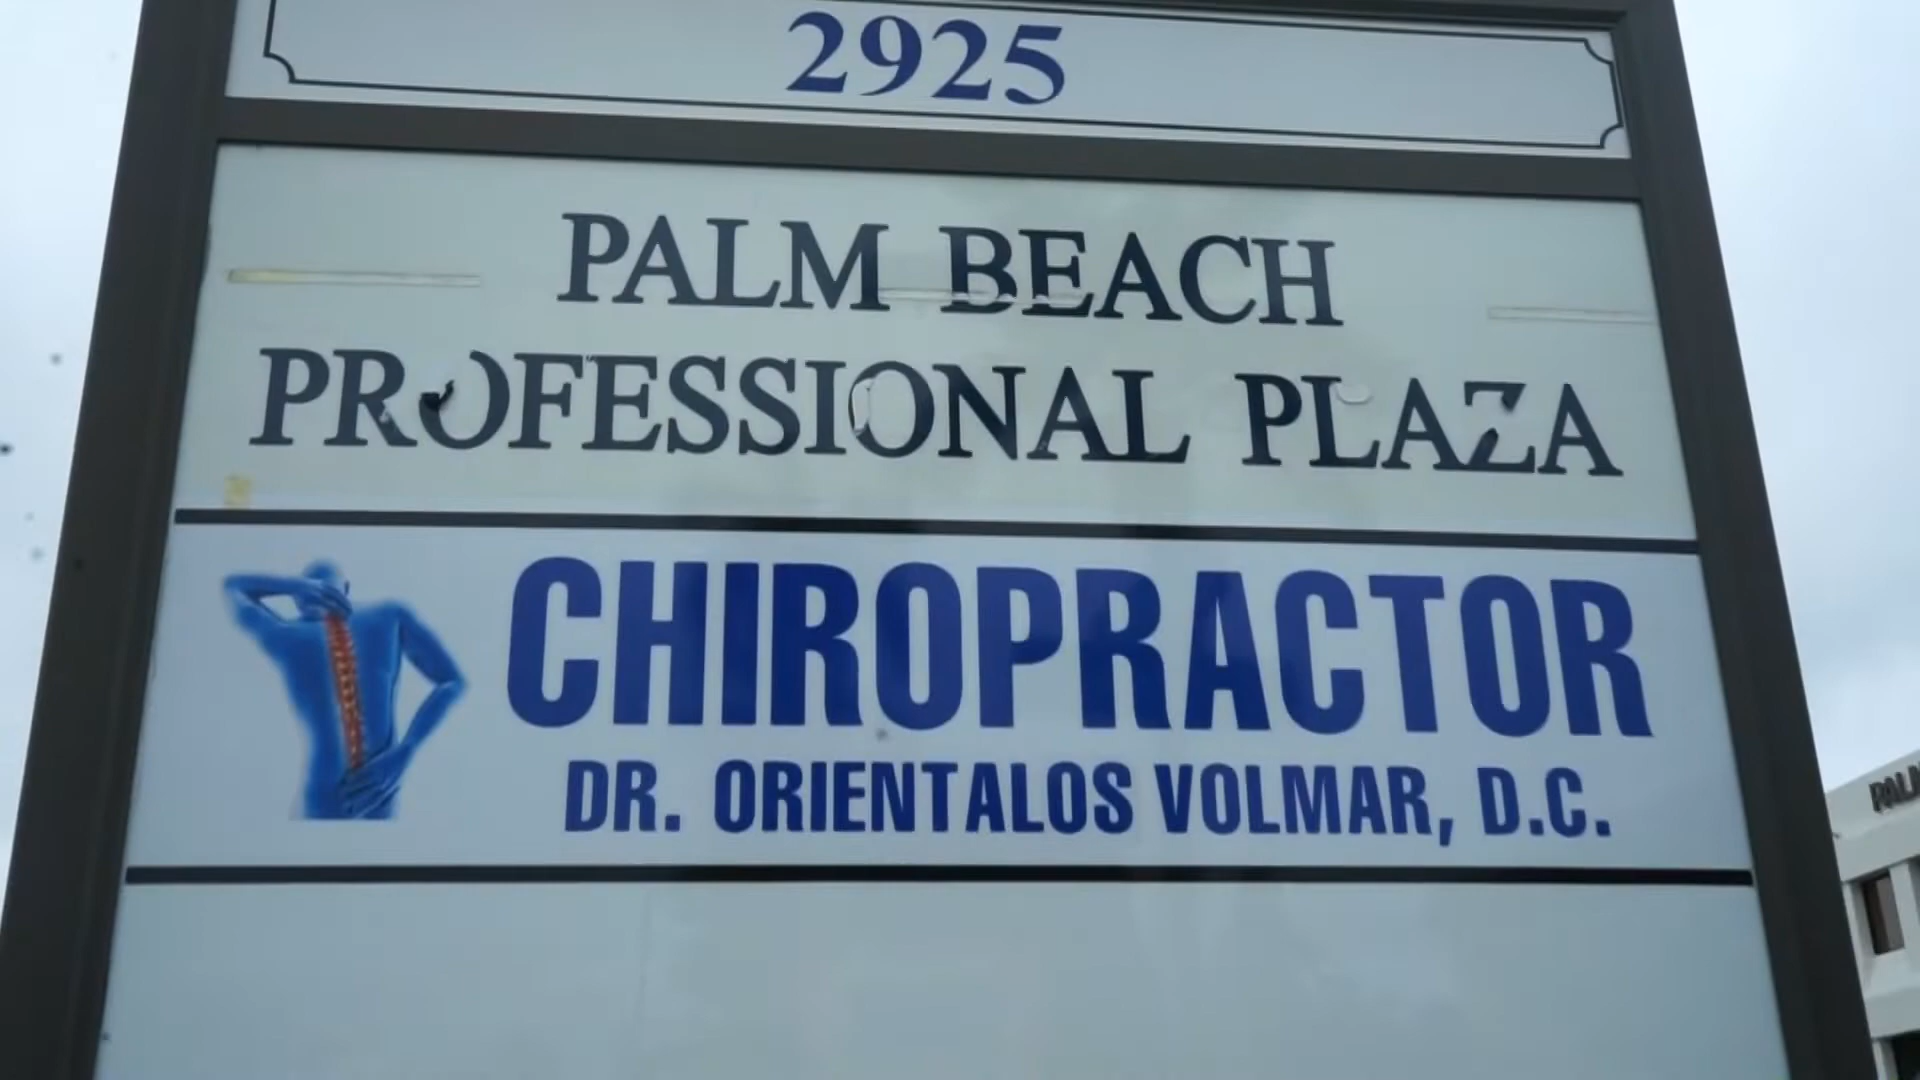 2925
PALM BEACH
PROFESSIONAL PLAZA
CHIROPRACTOR
DR. ORIENTALOS VOLMAR, D.C.